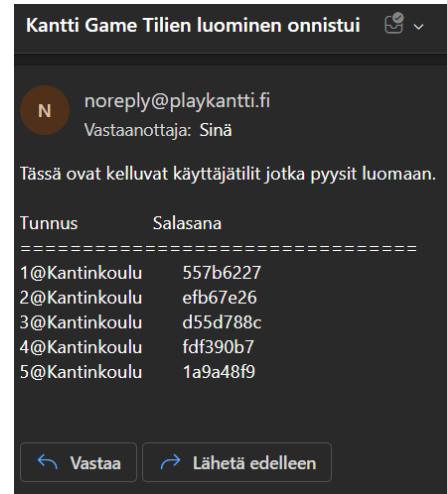 Kantti Game Tilien luominen onnistui
N
noreply@playkantti.fi
Vastaanottaja: Sinä
Tässä ovat kelluvat käyttäjätilit jotka pyysit luomaan.
Tunnus Salasana
================================
1@Kantinkoulu 557b6227
2@Kantinkoulu efb67e26
3@Kantinkoulu d55d788c
4@Kantinkoulu fdf390b7
5@Kantinkoulu 1a9a48f9
Vastaa Lähetä edelleen